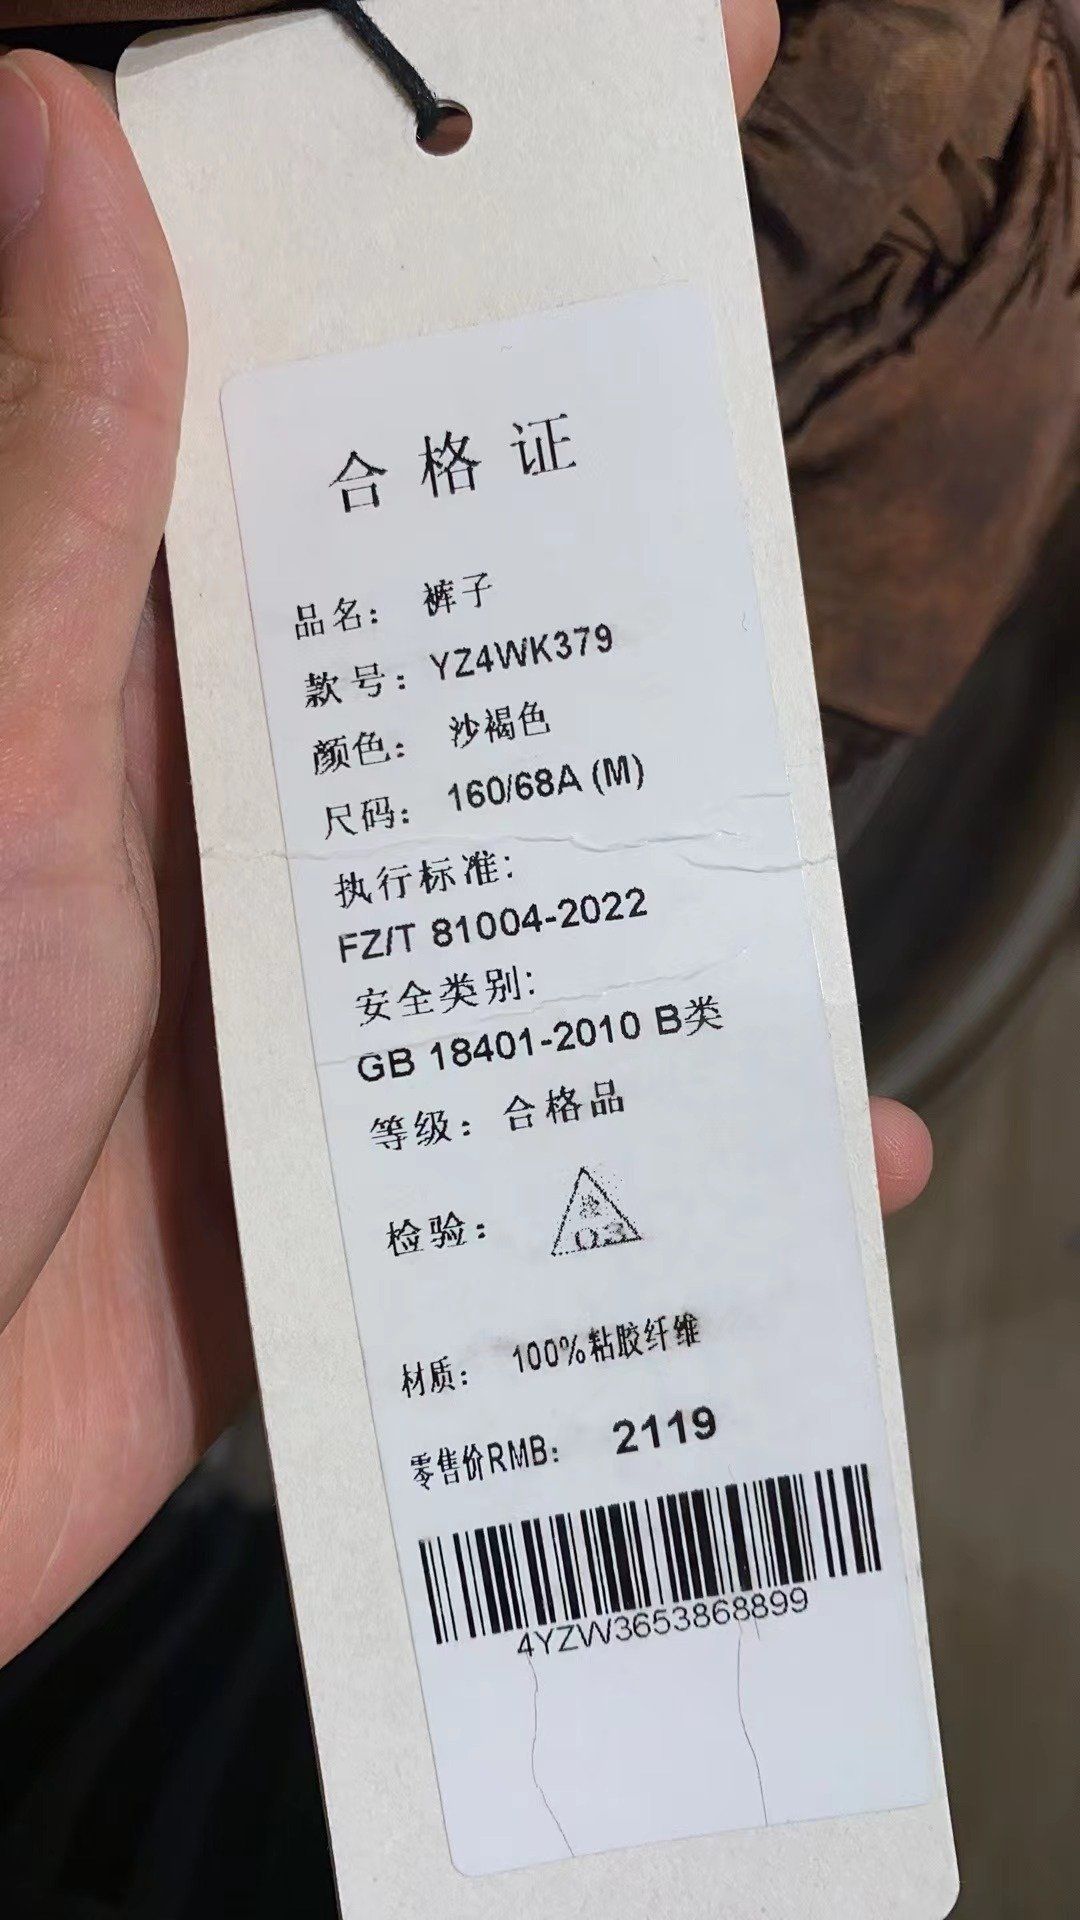 合格证
品名： 裤子
款号： YZ4WK379
颜色： 沙褐色
尺码： 160/68A (M)
执行标准：
FZ/T 81004-2022
安全类别：
GB 18401-2010 B类
等级： 合格品
检验：
03
材质： 100%粘胶纤维
零售价RMB： 2119
4YZW3653868899